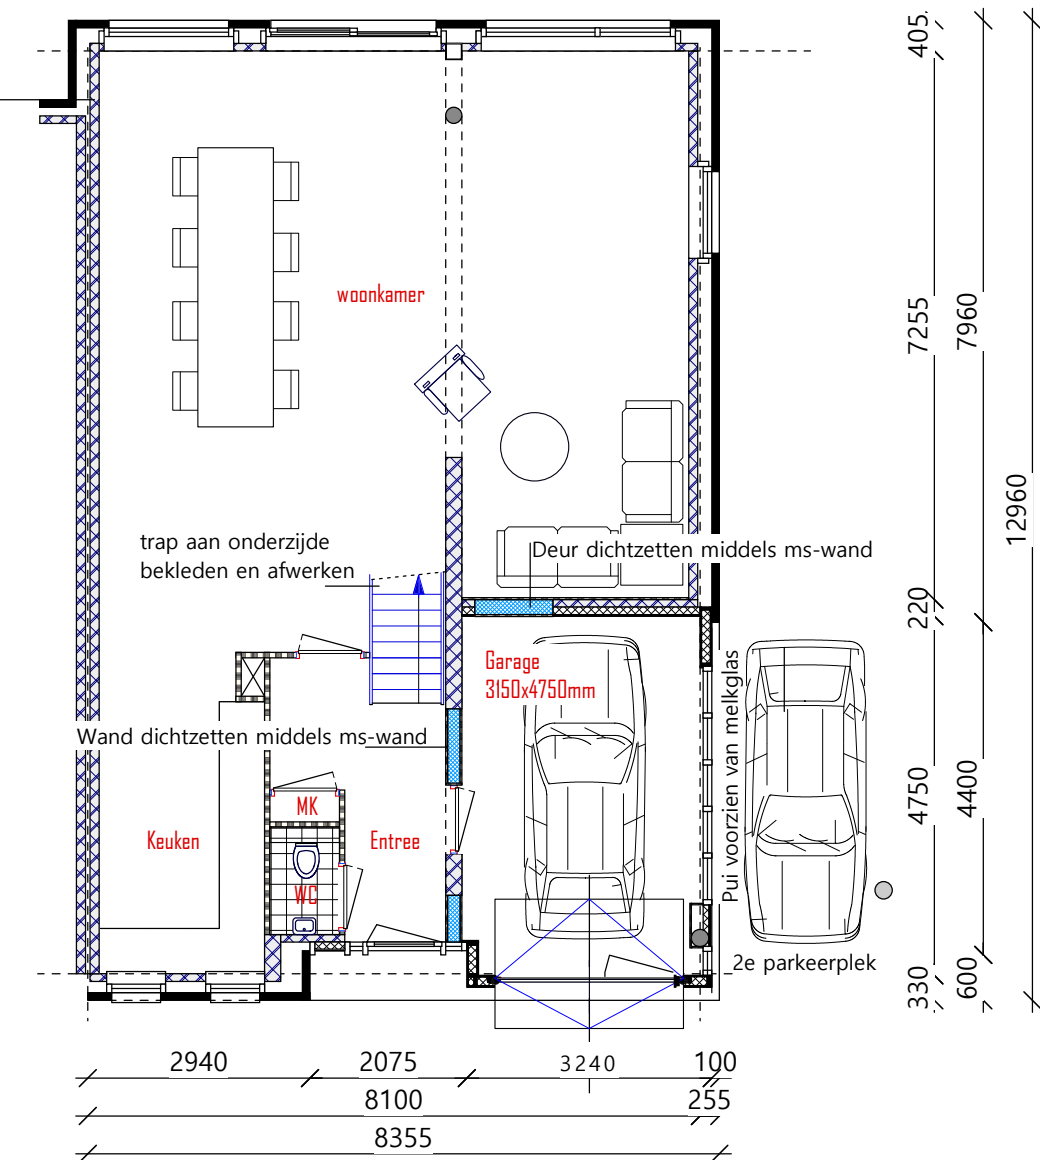 405
7255
7960
12960
woonkamer
trap aan onderzijde
bekleden en afwerken
Deur dichtzetten middels ms-wand
220
Garage
3150x4750mm
Pui voorzien van melkglas
Wand dichtzetten middels ms-wand
MK
Keuken
Entree
WC
4750
4400
2e parkeerplek
330
600
2940
2075
3240
100
8100
255
8355